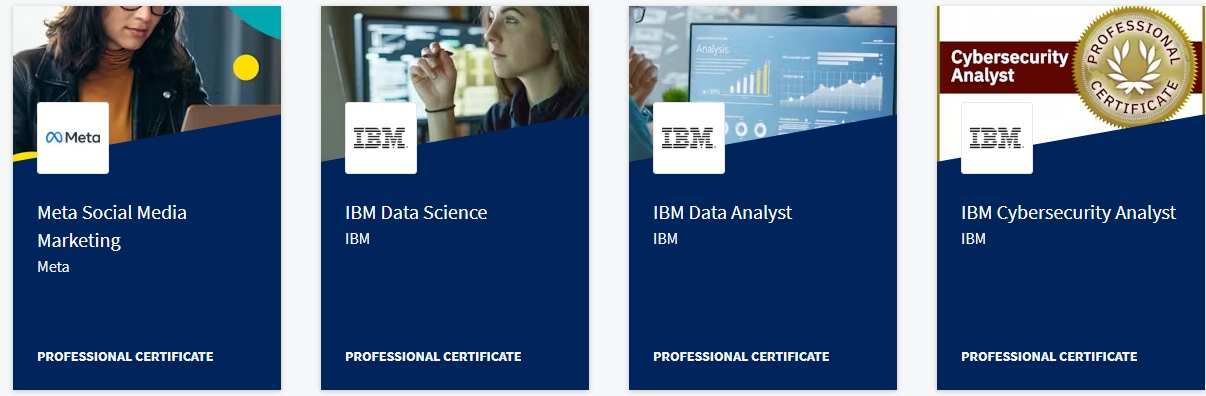 Meta
Meta Social Media
Marketing
Meta
PROFESSIONAL CERTIFICATE
IBM
IBM Data Science
IBM
PROFESSIONAL CERTIFICATE
Analysis
IBM
IBM Data Analyst
IBM
PROFESSIONAL CERTIFICATE
Cybersecurity
Analyst
PROFESSIONAL
CERTIFICATE
IBM
IBM Cybersecurity Analyst
IBM
PROFESSIONAL CERTIFICATE